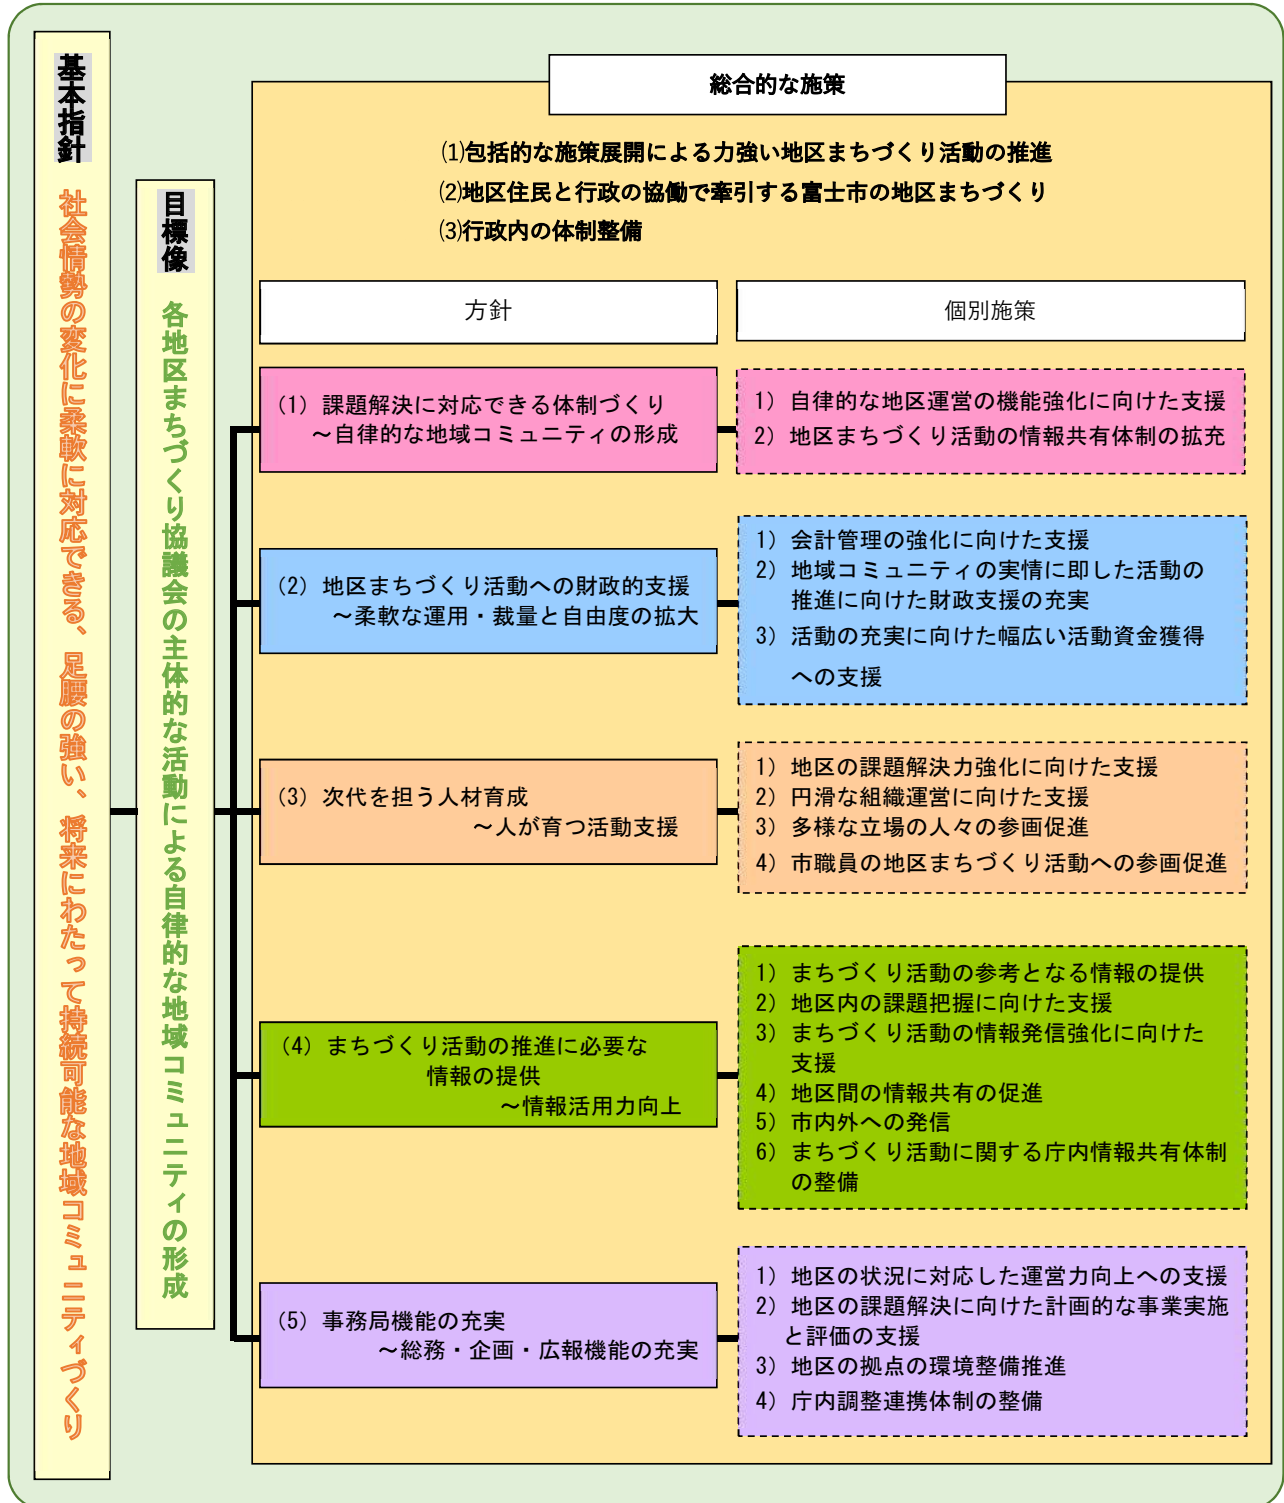 基本指針
社会情勢の変化に柔軟に対応できる、足腰の強い、将来にわたって持続可能な地域コミュニティづくり
目標像
各地区まちづくり協議会の主体的な活動による自律的な地域コミュニティの形成
総合的な施策
⑴包括的な施策展開による力強い地区まちづくり活動の推進
⑵地区住民と行政の協働で牽引する富士市の地区まちづくり
⑶行政内の体制整備
方針
個別施策
(1) 課題解決に対応できる体制づくり
～自律的な地域コミュニティの形成
1) 自律的な地区運営の機能強化に向けた支援
2) 地区まちづくり活動の情報共有体制の拡充
(2) 地区まちづくり活動への財政的支援
～柔軟な運用・裁量と自由度の拡大
1) 会計管理の強化に向けた支援
2) 地域コミュニティの実情に即した活動の
推進に向けた財政支援の充実
3) 活動の充実に向けた幅広い活動資金獲得
への支援
(3) 次代を担う人材育成
～人が育つ活動支援
1) 地区の課題解決力強化に向けた支援
2) 円滑な組織運営に向けた支援
3) 多様な立場の人々の参画促進
4) 市職員の地区まちづくり活動への参画促進
(4) まちづくり活動の推進に必要な
情報の提供
～情報活用力向上
1) まちづくり活動の参考となる情報の提供
2) 地区内の課題把握に向けた支援
3) まちづくり活動の情報発信強化に向けた
支援
4) 地区間の情報共有の促進
5) 市内外への発信
6) まちづくり活動に関する庁内情報共有体制
の整備
(5) 事務局機能の充実
～総務・企画・広報機能の充実
1) 地区の状況に対応した運営力向上への支援
2) 地区の課題解決に向けた計画的な事業実施
と評価の支援
3) 地区の拠点の環境整備推進
4) 庁内調整連携体制の整備